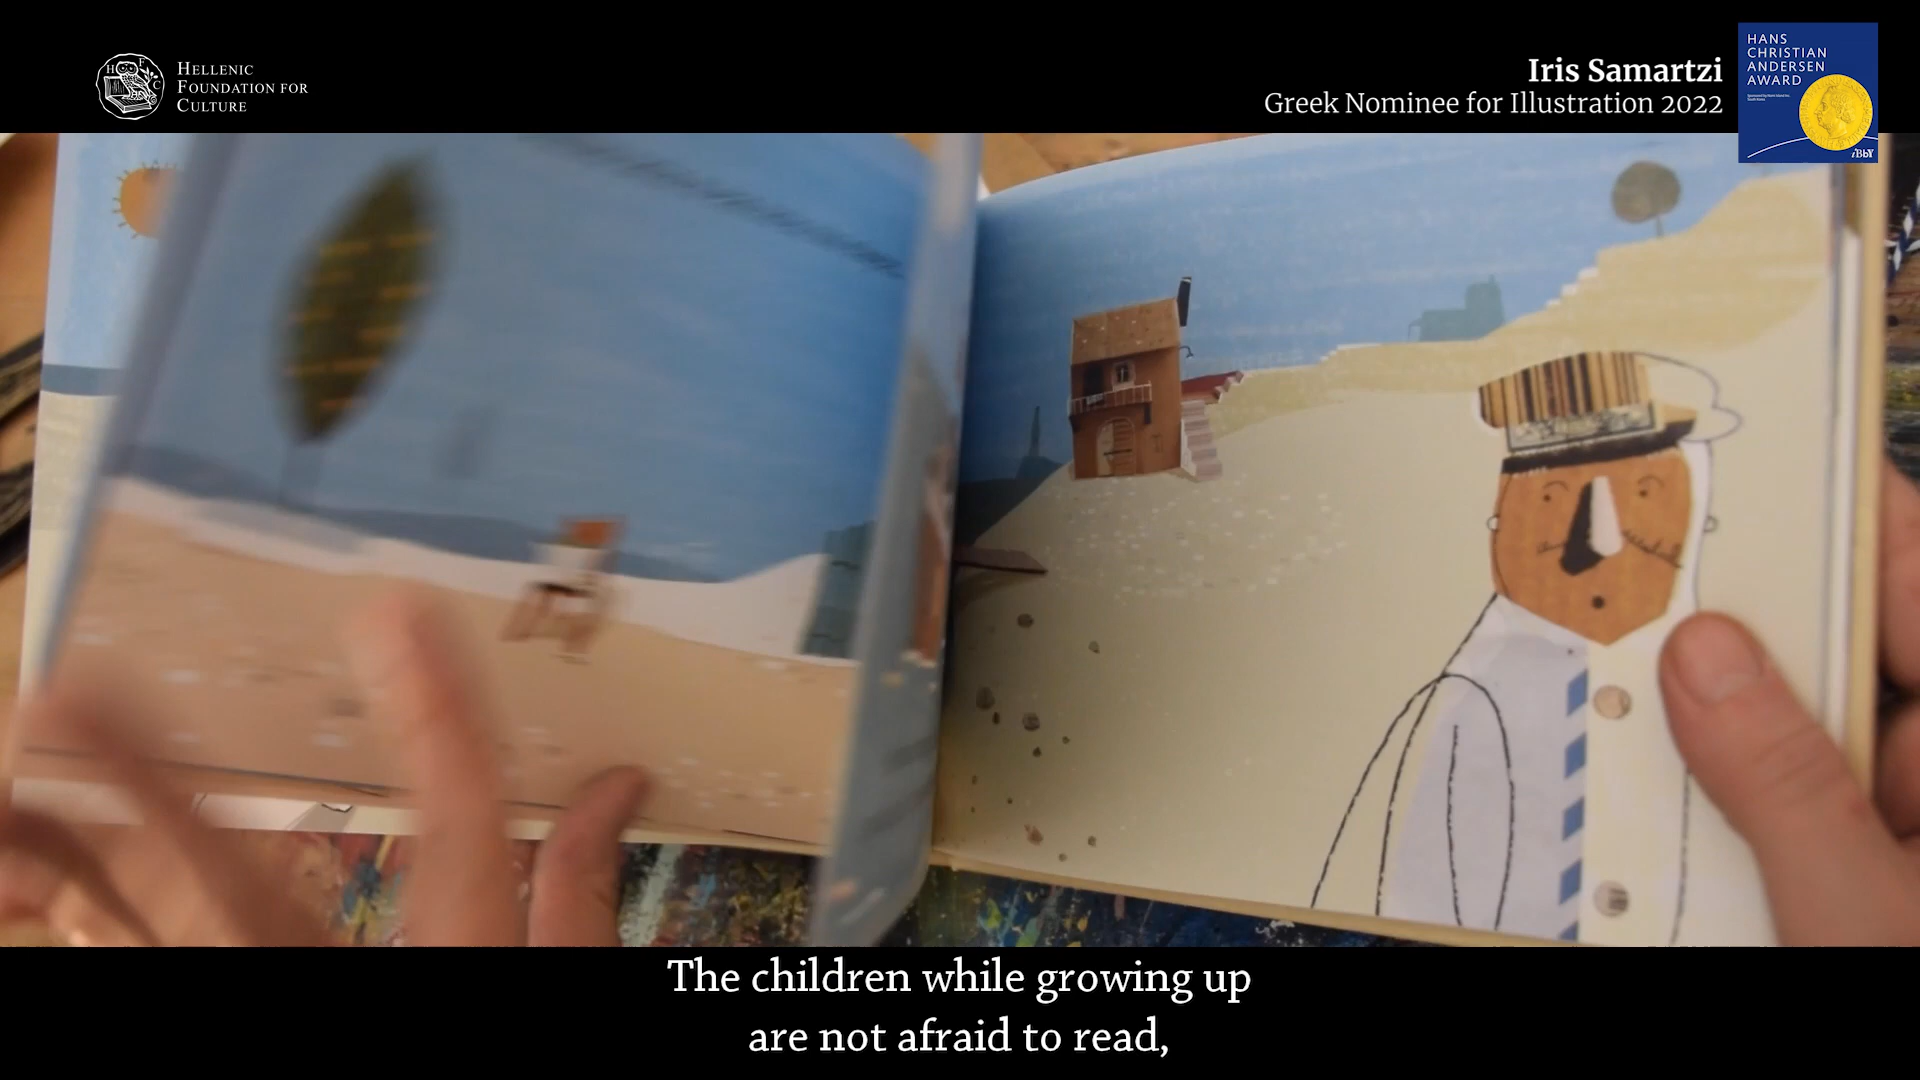 HELLENIC
FOUNDATION FOR
CULTURE
Iris Samartzi
Greek Nominee for Illustration 2022
HANS
CHRISTIAN
ANDERSEN
AWARD
iBbY
The children while growing up
are not afraid to read,